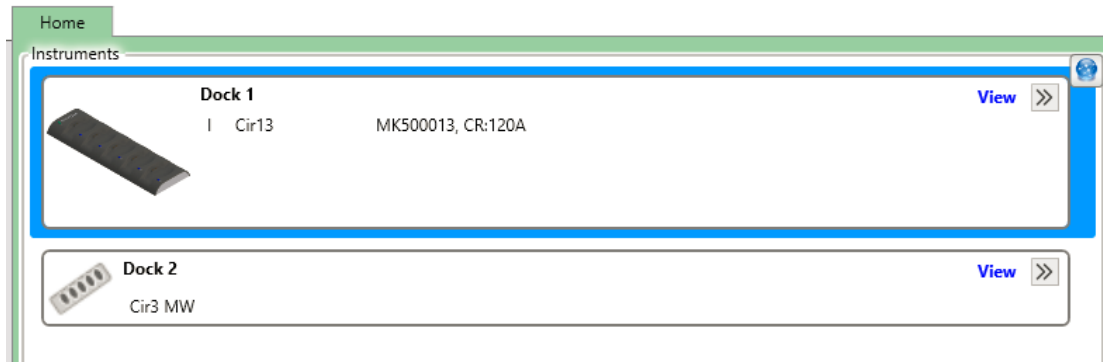 Home
Instruments
Dock 1
View
I Cir13 MK500013, CR:120A
Dock 2
View
Cir3 MW